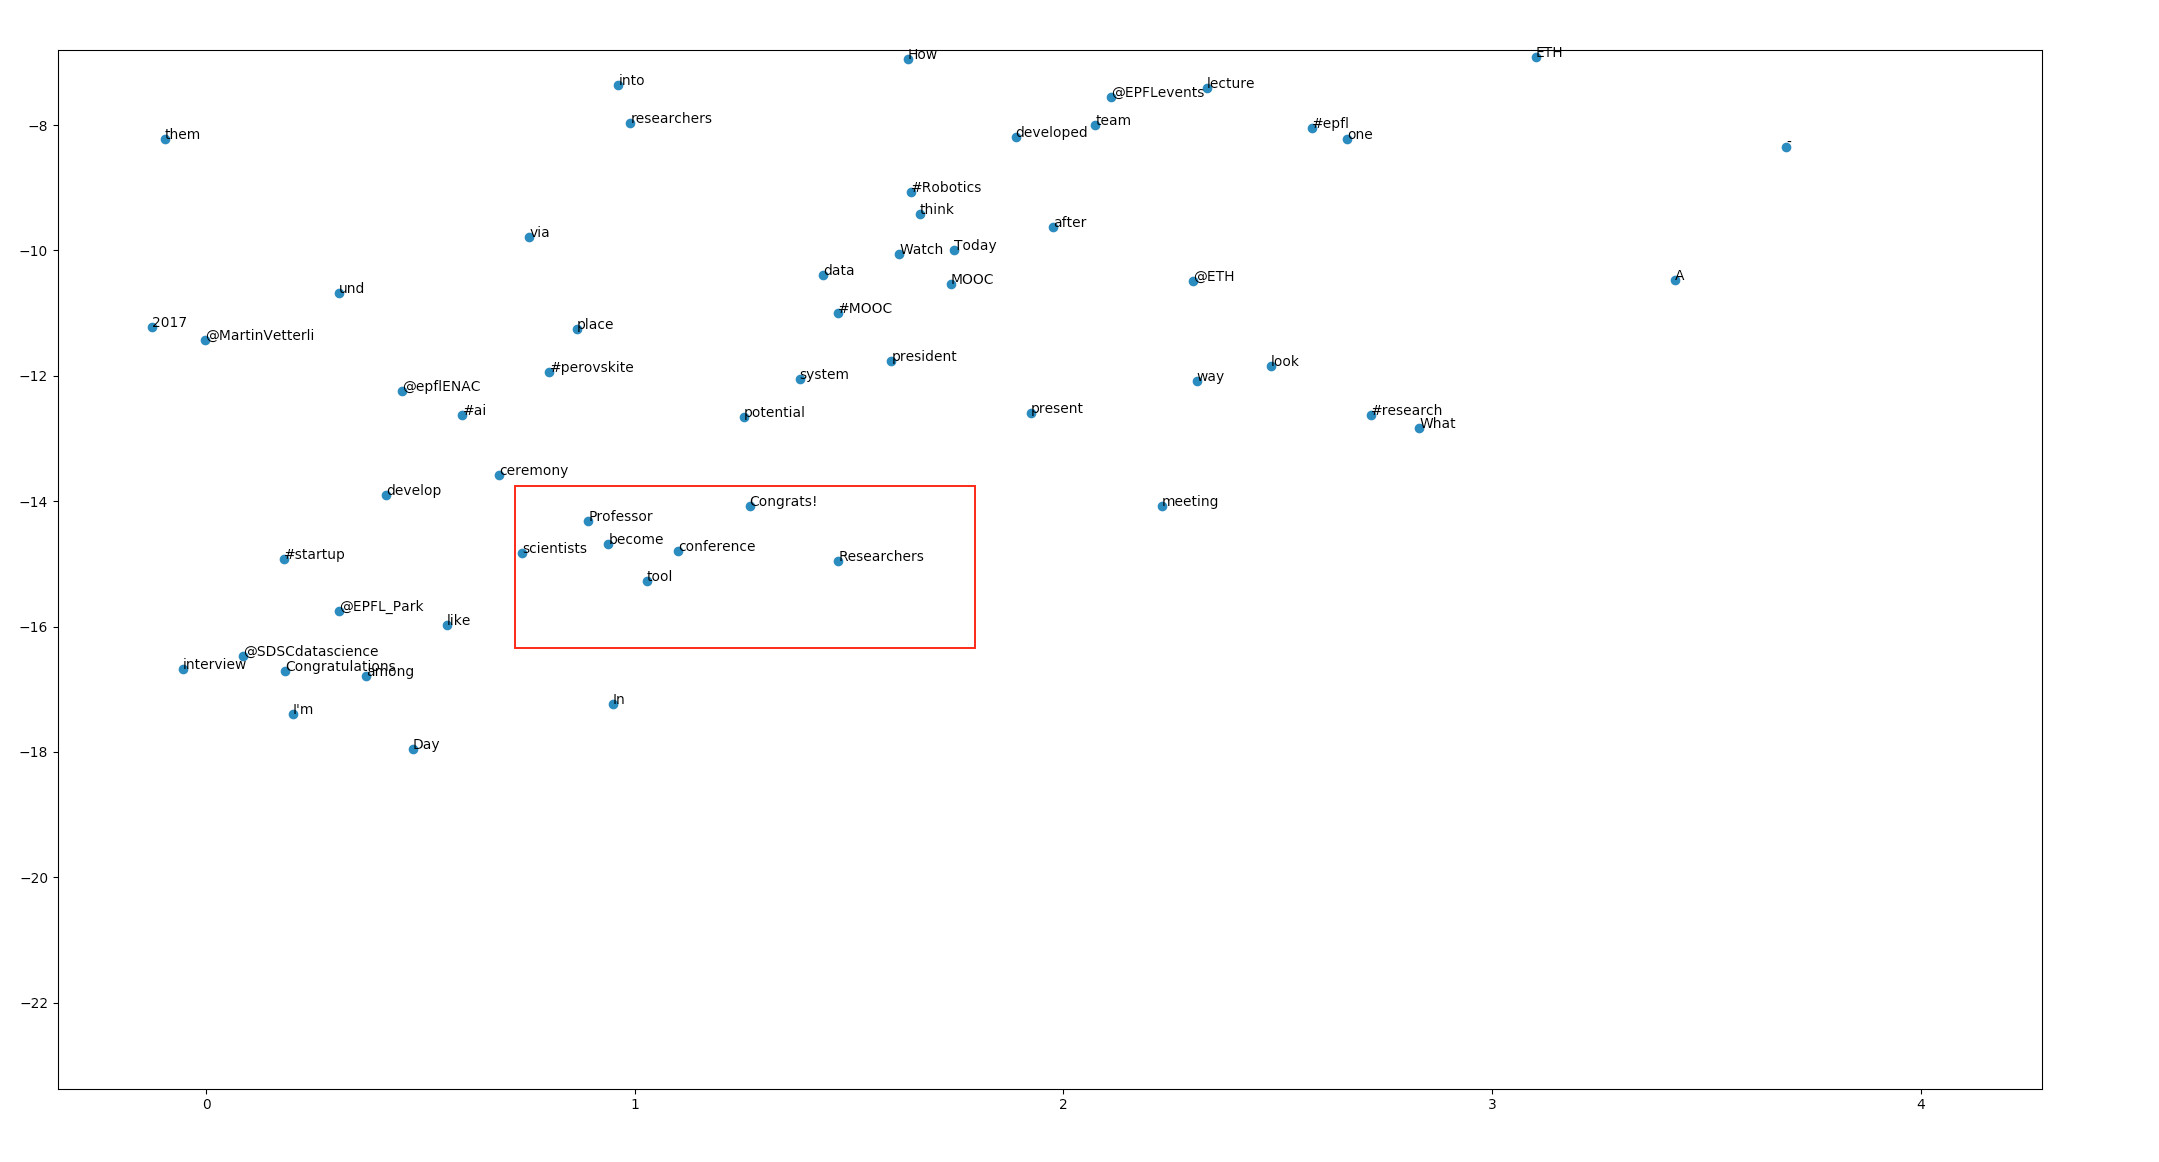 How
ETH
into
@EPFLevents
lecture
researchers
team
developed
#epfl
one
−8
them
-
#Robotics
think
after
via
Today
−10
Watch
data
@ETH
A
MOOC
und
#MOOC
2017
place
@MartinVetterli
president
look
#perovskite
system
way
−12
@epflENAC
#ai
potential
present
#research
What
ceremony
develop
−14
Congrats!
meeting
Professor
become
scientists
conference
#startup
Researchers
tool
@EPFL_Park
like
−16
@SDSCdatascience
interview
Congratulations
among
In
I'm
Day
−18
−20
−22
0 1 2 3 4